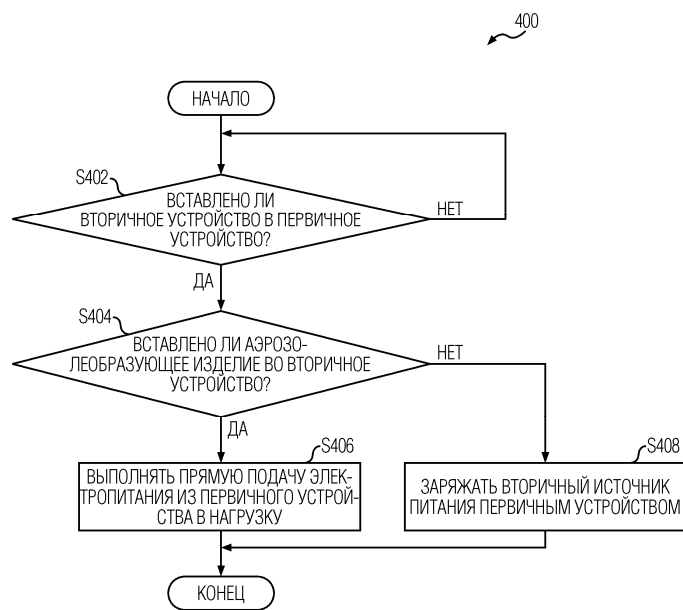 400
НАЧАЛО
S402
ВСТАВЛЕНО ЛИ
ВТОРИЧНОЕ УСТРОЙСТВО В ПЕРВИЧНОЕ
УСТРОЙСТВО?
НЕТ
ДА
S404
ВСТАВЛЕНО ЛИ АЭРОЗО-
ЛЕОБРАЗУЮЩЕЕ ИЗДЕЛИЕ ВО ВТОРИЧНОЕ
УСТРОЙСТВО?
НЕТ
ДА
S406
ВЫПОЛНЯТЬ ПРЯМУЮ ПОДАЧУ ЭЛЕК-
ТРОПИТАНИЯ ИЗ ПЕРВИЧНОГО УСТРОЙ-
СТВА В НАГРУЗКУ
S408
ЗАРЯЖАТЬ ВТОРИЧНЫЙ ИСТОЧНИК
ПИТАНИЯ ПЕРВИЧНЫМ УСТРОЙСТВОМ
КОНЕЦ